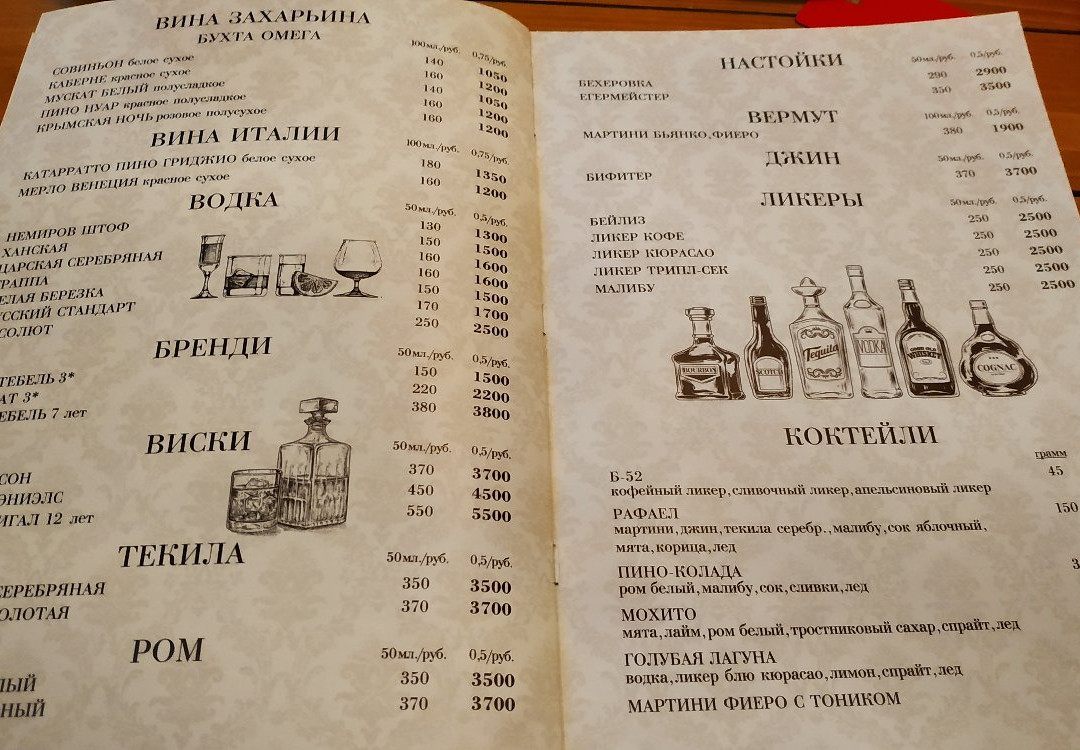 ВИНА ЗАХАРЬИНА
БУХТА ОМЕГА
100мл./руб. 0,75/руб.
СОВИНЬОН белое сухое 140 1050
КАБЕРНЕ красное сухое 160 1200
МУСКАТ БЕЛЫЙ полусладкое 140 1050
ПИНО НУАР красное полусладкое 160 1200
КРЫМСКАЯ НОЧЬ розовое полусухое 160 1200
ВИНА ИТАЛИИ
100мл./руб. 0,75/руб.
КАТАРРАТТО ПИНО ГРИДЖИО белое сухое 180 1350
МЕРЛО ВЕНЕЦИЯ красное сухое 160 1200
ВОДКА
50мл./руб. 0,5/руб.
НЕМИРОВ ШТОФ 130 1300
ХАНСКАЯ 150 1500
ЦАРСКАЯ СЕРЕБРЯНАЯ 160 1600
ГРАППА 160 1600
ЕЛАЯ БЕРЕЗКА 150 1500
УССКИЙ СТАНДАРТ 170 1700
СОЛЮТ 250 2500
БРЕНДИ
50мл./руб. 0,5/руб.
ТЕБЕЛЬ 3* 150 1500
АТ 3* 220 2200
ЕБЕЛЬ 7 лет 380 3800
ВИСКИ
50мл./руб. 0,5/руб.
СОН 370 3700
ЭНИЭЛС 450 4500
ИГАЛ 12 лет 550 5500
ТЕКИЛА
50мл./руб. 0,5/руб.
СЕРЕБРЯНАЯ 350 3500
ОЛОТАЯ 370 3700
РОМ
50мл./руб. 0,5/руб.
ЛЫЙ 350 3500
НЫЙ 370 3700
НАСТОЙКИ
50мл./руб. 0,5/руб.
БЕХЕРОВКА 290 2900
ЕГЕРМЕЙСТЕР 350 3500
ВЕРМУТ
100мл./руб. 0,5/руб.
МАРТИНИ БЬЯНКО,ФИЕРО 380 1900
ДЖИН
50мл./руб. 0,5/руб.
БИФИТЕР 370 3700
ЛИКЕРЫ
50мл./руб. 0,5/руб.
БЕЙЛИЗ 250 2500
ЛИКЕР КОФЕ 250 2500
ЛИКЕР КЮРАСАО 250 2500
ЛИКЕР ТРИПЛ-СЕК 250 2500
МАЛИБУ 250 2500
BOURBON
SCOTCH
Tequila
VODKA
WHISKEY
COGNAC
КОКТЕЙЛИ
грамм
Б-52 45
кофейный ликер,сливочный ликер,апельсиновый ликер
РАФАЕЛ 150
мартини,джин,текила серебр.,малибу,сок яблочный,
мята,корица,лед
ПИНО-КОЛАДА 3
ром белый,малибу,сок,сливки,лед
МОХИТО
мята,лайм,ром белый,тростниковый сахар,спрайт,лед
ГОЛУБАЯ ЛАГУНА
водка,ликер блю кюрасао,лимон,спрайт,лед
МАРТИНИ ФИЕРО С ТОНИКОМ